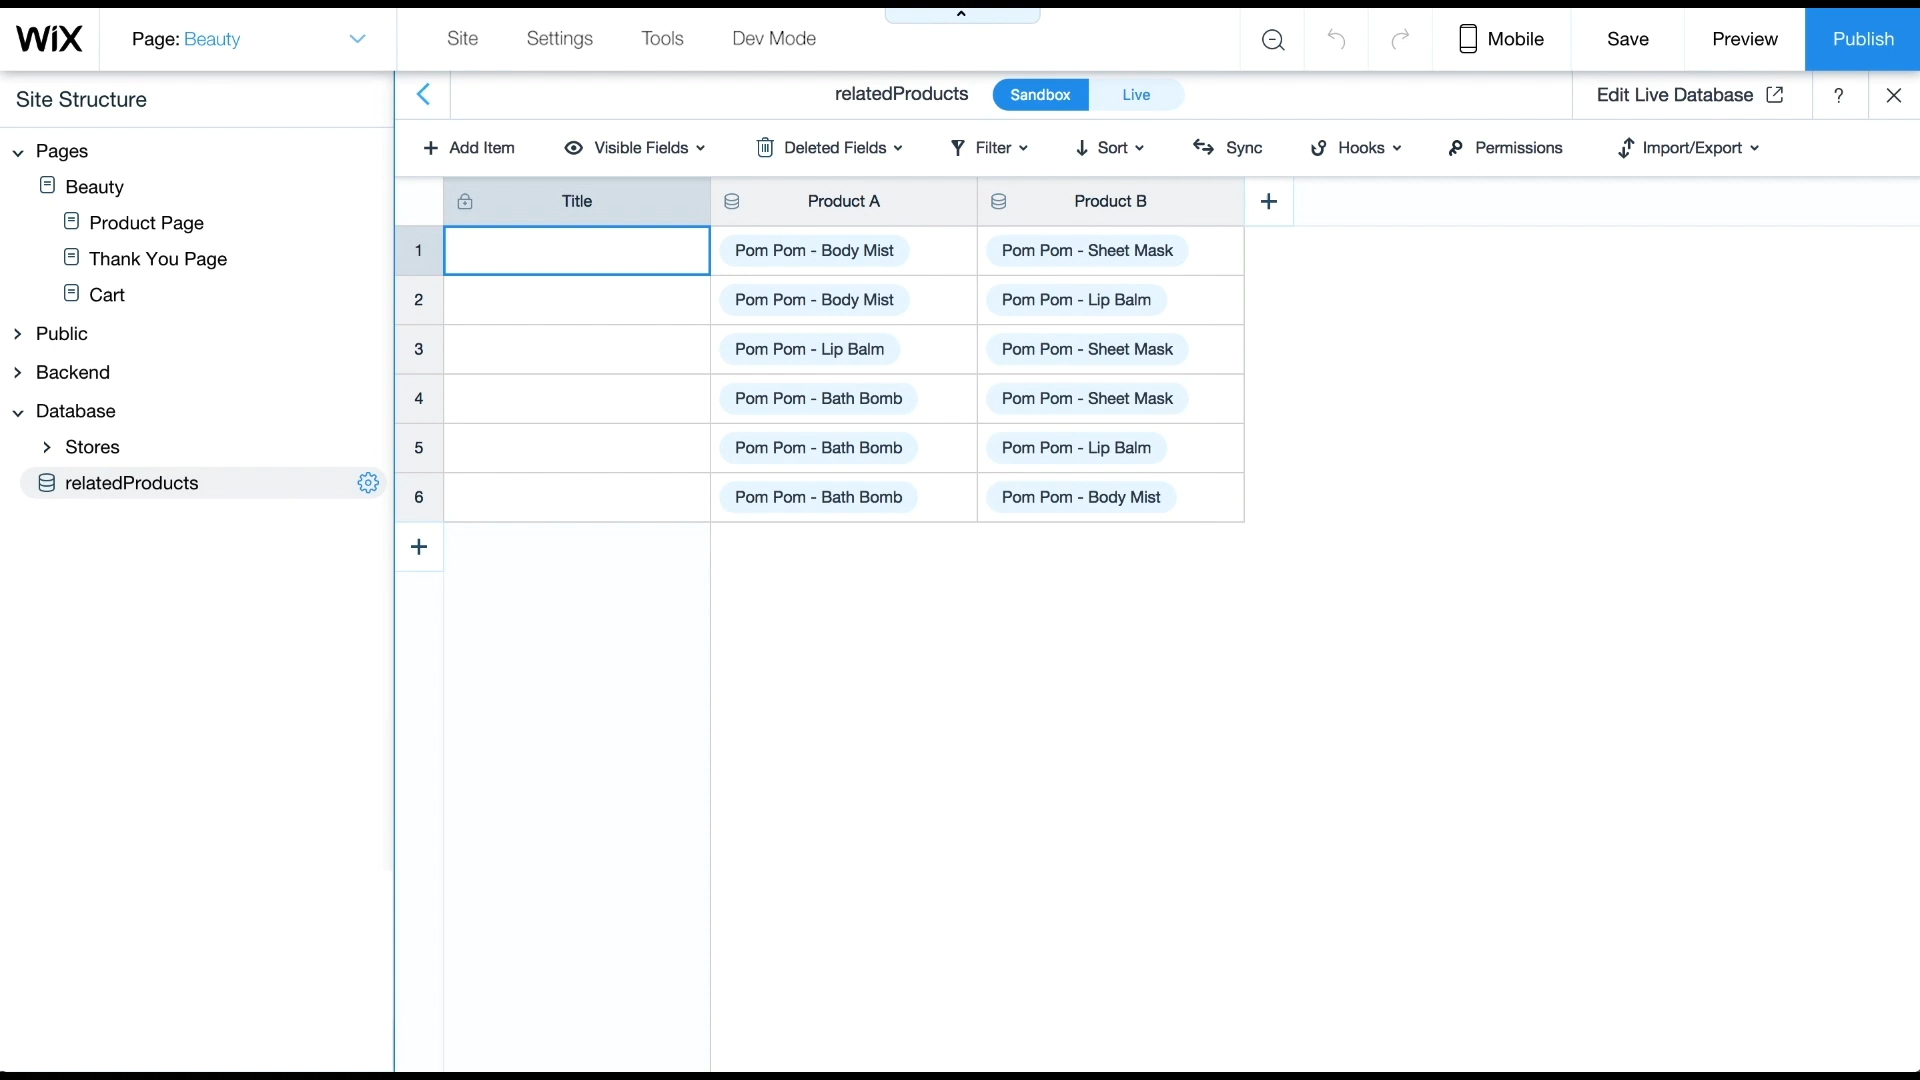 WiX Page: Beauty Site Settings Tools Dev Mode Mobile Save Preview Publish
Site Structure
relatedProducts Sandbox Live Edit Live Database ?
Add Item Visible Fields Deleted Fields Filter Sort Sync Hooks Permissions Import/Export
Pages
Beauty
Product Page
Thank You Page
Cart
Public
Backend
Database
Stores
relatedProducts
Title Product A Product B
1 Pom Pom - Body Mist Pom Pom - Sheet Mask
2 Pom Pom - Body Mist Pom Pom - Lip Balm
3 Pom Pom - Lip Balm Pom Pom - Sheet Mask
4 Pom Pom - Bath Bomb Pom Pom - Sheet Mask
5 Pom Pom - Bath Bomb Pom Pom - Lip Balm
6 Pom Pom - Bath Bomb Pom Pom - Body Mist